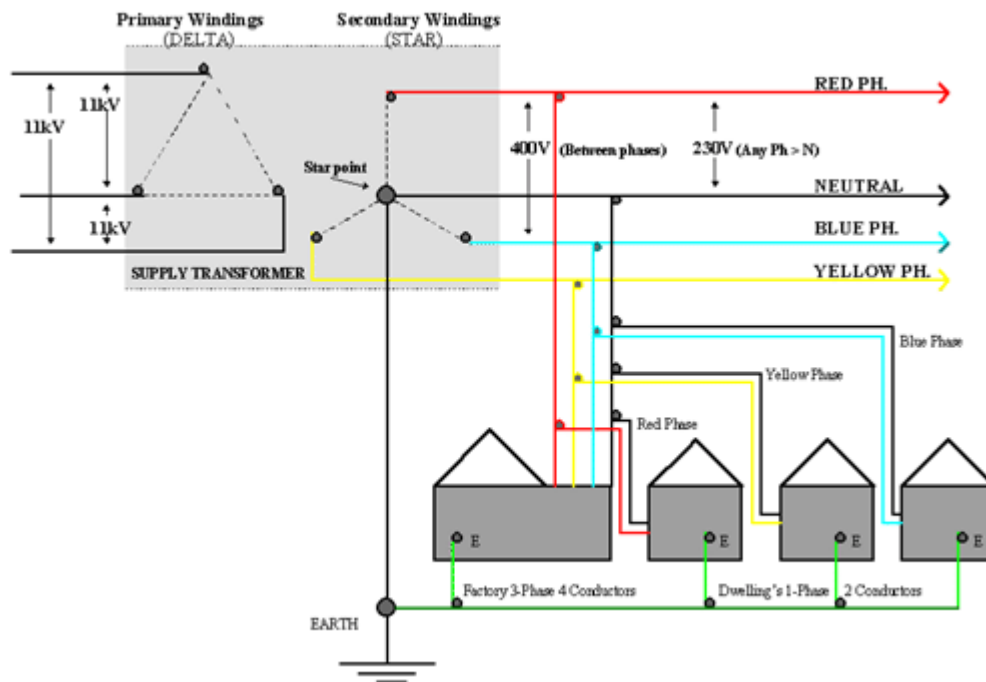 Primary Windings
(DELTA)
Secondary Windings
(STAR)
RED PH.
11kV
11kV
400V (Between phases)
230V (Any Ph > N)
Star point
NEUTRAL
11kV
BLUE PH.
SUPPLY TRANSFORMER
YELLOW PH.
Blue Phase
Yellow Phase
Red Phase
E
E
E
E
Factory 3-Phase 4 Conductors
Dwelling's 1-Phase
2 Conductors
EARTH